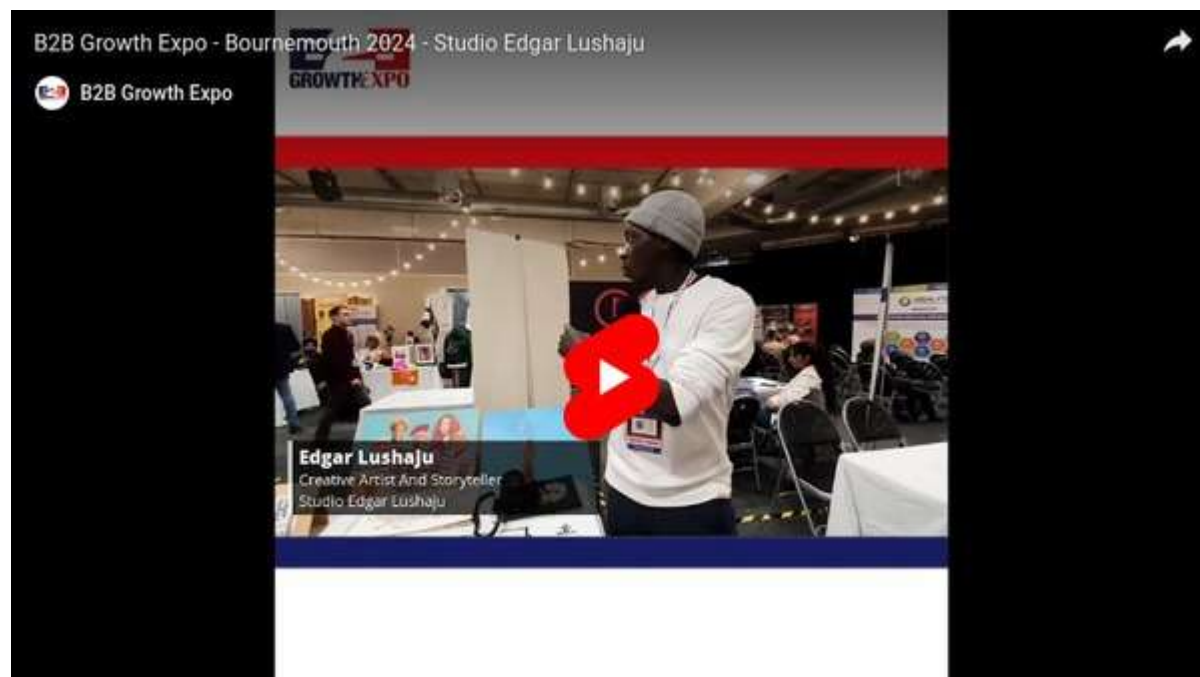 B2B Growth Expo - Bournemouth 2024 - Studio Edgar Lushaju
B2B Growth Expo
GROWTH EXPO
Edgar Lushaju
Creative Artist And Storyteller
Studio Edgar Lushaju